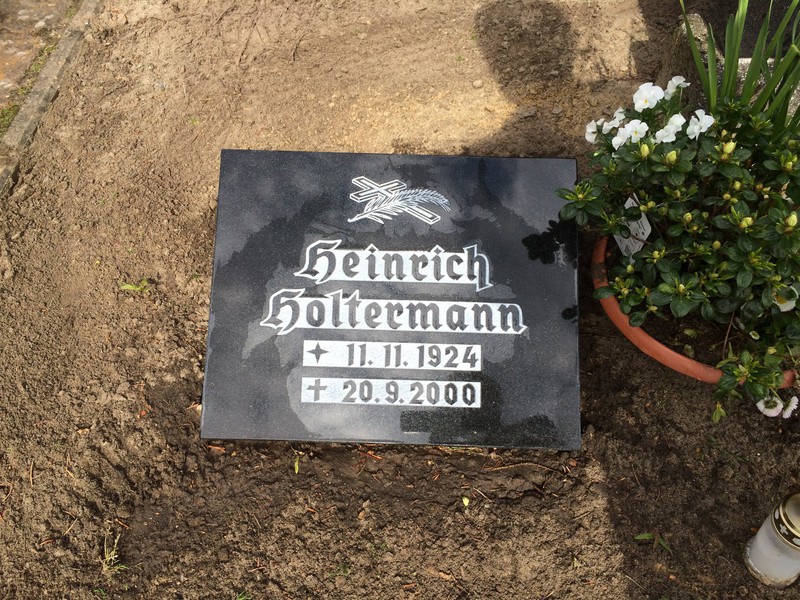 Heinrich
Holtermann
✦ 11.11.1924
✝ 20.9.2000